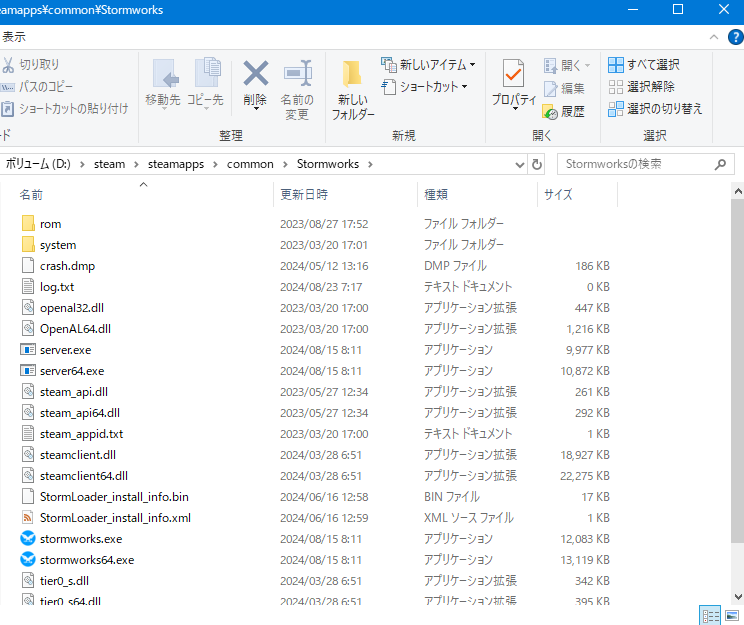 eamapps¥common¥Stormworks
表示
切り取り
パスのコピー
ショートカットの貼り付け
ード
移動先 コピー先 削除 名前の変更
整理
新しいフォルダー
新しいアイテム
ショートカット
新規
プロパティ
開く
編集
履歴
開く
すべて選択
選択解除
選択の切り替え
選択
ボリューム (D:) › steam › steamapps › common › Stormworks ›
Stormworksの検索
名前 更新日時 種類 サイズ
rom 2023/08/27 17:52 ファイル フォルダー
system 2023/03/20 17:01 ファイル フォルダー
crash.dmp 2024/05/12 13:16 DMP ファイル 186 KB
log.txt 2024/08/23 7:17 テキスト ドキュメント 0 KB
openal32.dll 2023/03/20 17:00 アプリケーション拡張 447 KB
OpenAL64.dll 2023/03/20 17:00 アプリケーション拡張 1,216 KB
server.exe 2024/08/15 8:11 アプリケーション 9,977 KB
server64.exe 2024/08/15 8:11 アプリケーション 10,872 KB
steam_api.dll 2023/05/27 12:34 アプリケーション拡張 261 KB
steam_api64.dll 2023/05/27 12:34 アプリケーション拡張 292 KB
steam_appid.txt 2023/03/20 17:00 テキスト ドキュメント 1 KB
steamclient.dll 2024/03/28 6:51 アプリケーション拡張 18,927 KB
steamclient64.dll 2024/03/28 6:51 アプリケーション拡張 22,275 KB
StormLoader_install_info.bin 2024/06/16 12:58 BIN ファイル 17 KB
StormLoader_install_info.xml 2024/06/16 12:59 XML ソース ファイル 1 KB
stormworks.exe 2024/08/15 8:11 アプリケーション 12,083 KB
stormworks64.exe 2024/08/15 8:11 アプリケーション 13,119 KB
tier0_s.dll 2024/03/28 6:51 アプリケーション拡張 342 KB
tier0_s64.dll 2024/03/28 6:51 アプリケーション拡張 395 KB